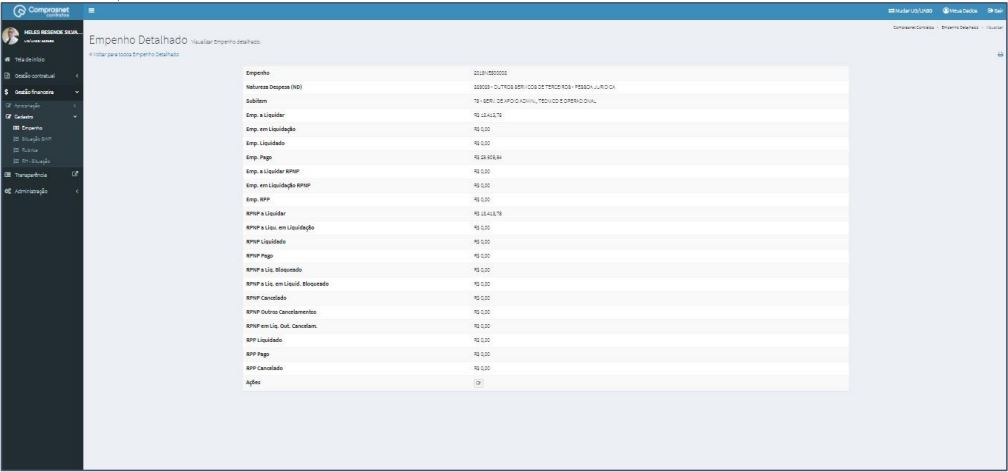 Comprasnet
contratos
Mudar UG/UASG Meus Dados Sair
HELES RESENDE SILVA...
Tela de início
Gestão contratual
Gestão financeira
Apropriação
Cadastro
Empenho
Situação SIAFI
Rubrica
RH - Situação
Transparência
Administração
Comprasnet Contratos Empenho Detalhado Visualizar
Empenho Detalhado Visualizar Empenho detalhado.
Voltar para todos Empenho Detalhado
Empenho
Natureza Despesa (ND) 339039 - OUTROS SERVICOS DE TERCEIROS - PESSOA JURIDICA
Subitem 79 - SERV. DE APOIO ADMIN., TECNICO E OPERACIONAL
Emp. a Liquidar R$ 13.413,78
Emp. em Liquidação R$ 0,00
Emp. Liquidado R$ 0,00
Emp. Pago
Emp. a Liquidar RPNP R$ 0,00
Emp. em Liquidação RPNP R$ 0,00
Emp. RPP R$ 0,00
RPNP a Liquidar R$ 13.413,78
RPNP a Liqu. em Liquidação R$ 0,00
RPNP Liquidado R$ 0,00
RPNP Pago R$ 0,00
RPNP a Liq. Bloqueado R$ 0,00
RPNP a Liq. em Liquid. Bloqueado R$ 0,00
RPNP Cancelado R$ 0,00
RPNP Outros Cancelamentos R$ 0,00
RPNP em Liq. Out. Cancelam. R$ 0,00
RPP Liquidado R$ 0,00
RPP Pago R$ 0,00
RPP Cancelado R$ 0,00
Ações